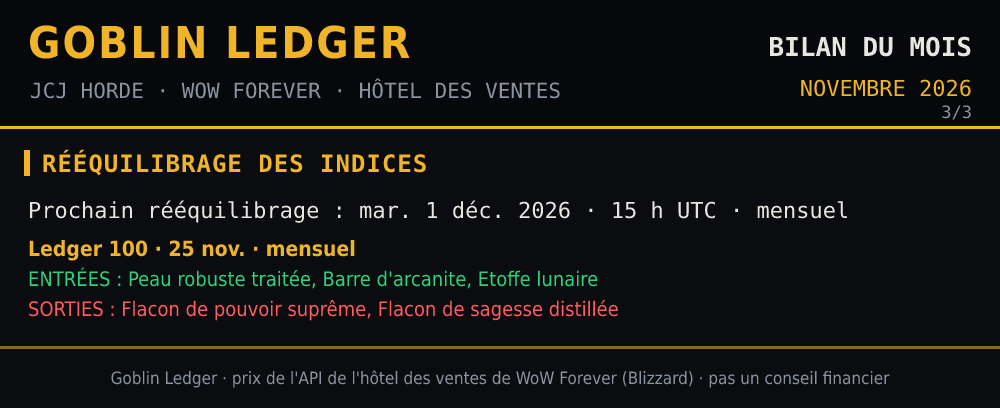 GOBLIN LEDGER
BILAN DU MOIS
JCJ HORDE · WOW FOREVER · HÔTEL DES VENTES
NOVEMBRE 2026
3/3
RÉÉQUILIBRAGE DES INDICES
Prochain rééquilibrage : mar. 1 déc. 2026 · 15 h UTC · mensuel
Ledger 100 · 25 nov. · mensuel
ENTRÉES : Peau robuste traitée, Barre d'arcanite, Etoffe lunaire
SORTIES : Flacon de pouvoir suprême, Flacon de sagesse distillée
Goblin Ledger · prix de l'API de l'hôtel des ventes de WoW Forever (Blizzard) · pas un conseil financier